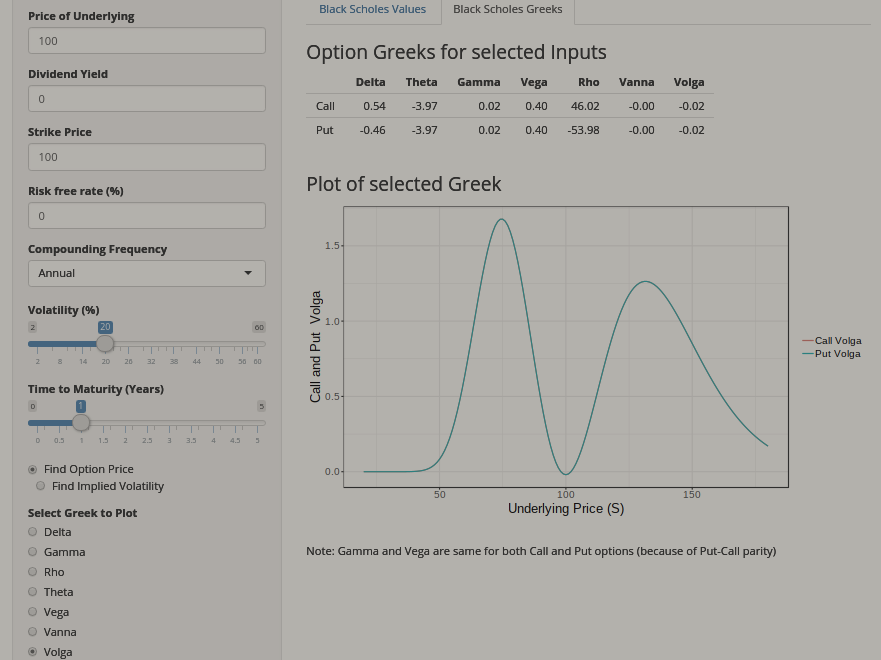 Price of Underlying
100
Dividend Yield
0
Strike Price
100
Risk free rate (%)
0
Compounding Frequency
Annual
Volatility (%)
2 20 60
2 8 14 20 26 32 38 44 50 56 60
Time to Maturity (Years)
0 1 5
0 0.5 1 1.5 2 2.5 3 3.5 4 4.5 5
Find Option Price
Find Implied Volatility
Select Greek to Plot
Delta
Gamma
Rho
Theta
Vega
Vanna
Volga
Black Scholes Values Black Scholes Greeks
Option Greeks for selected Inputs
Delta Theta Gamma Vega Rho Vanna Volga
Call 0.54 -3.97 0.02 0.40 46.02 -0.00 -0.02
Put -0.46 -3.97 0.02 0.40 -53.98 -0.00 -0.02
Plot of selected Greek
Call and Put Volga
1.5
1.0
0.5
0.0
50 100 150
Underlying Price (S)
Call Volga
Put Volga
Note: Gamma and Vega are same for both Call and Put options (because of Put-Call parity)